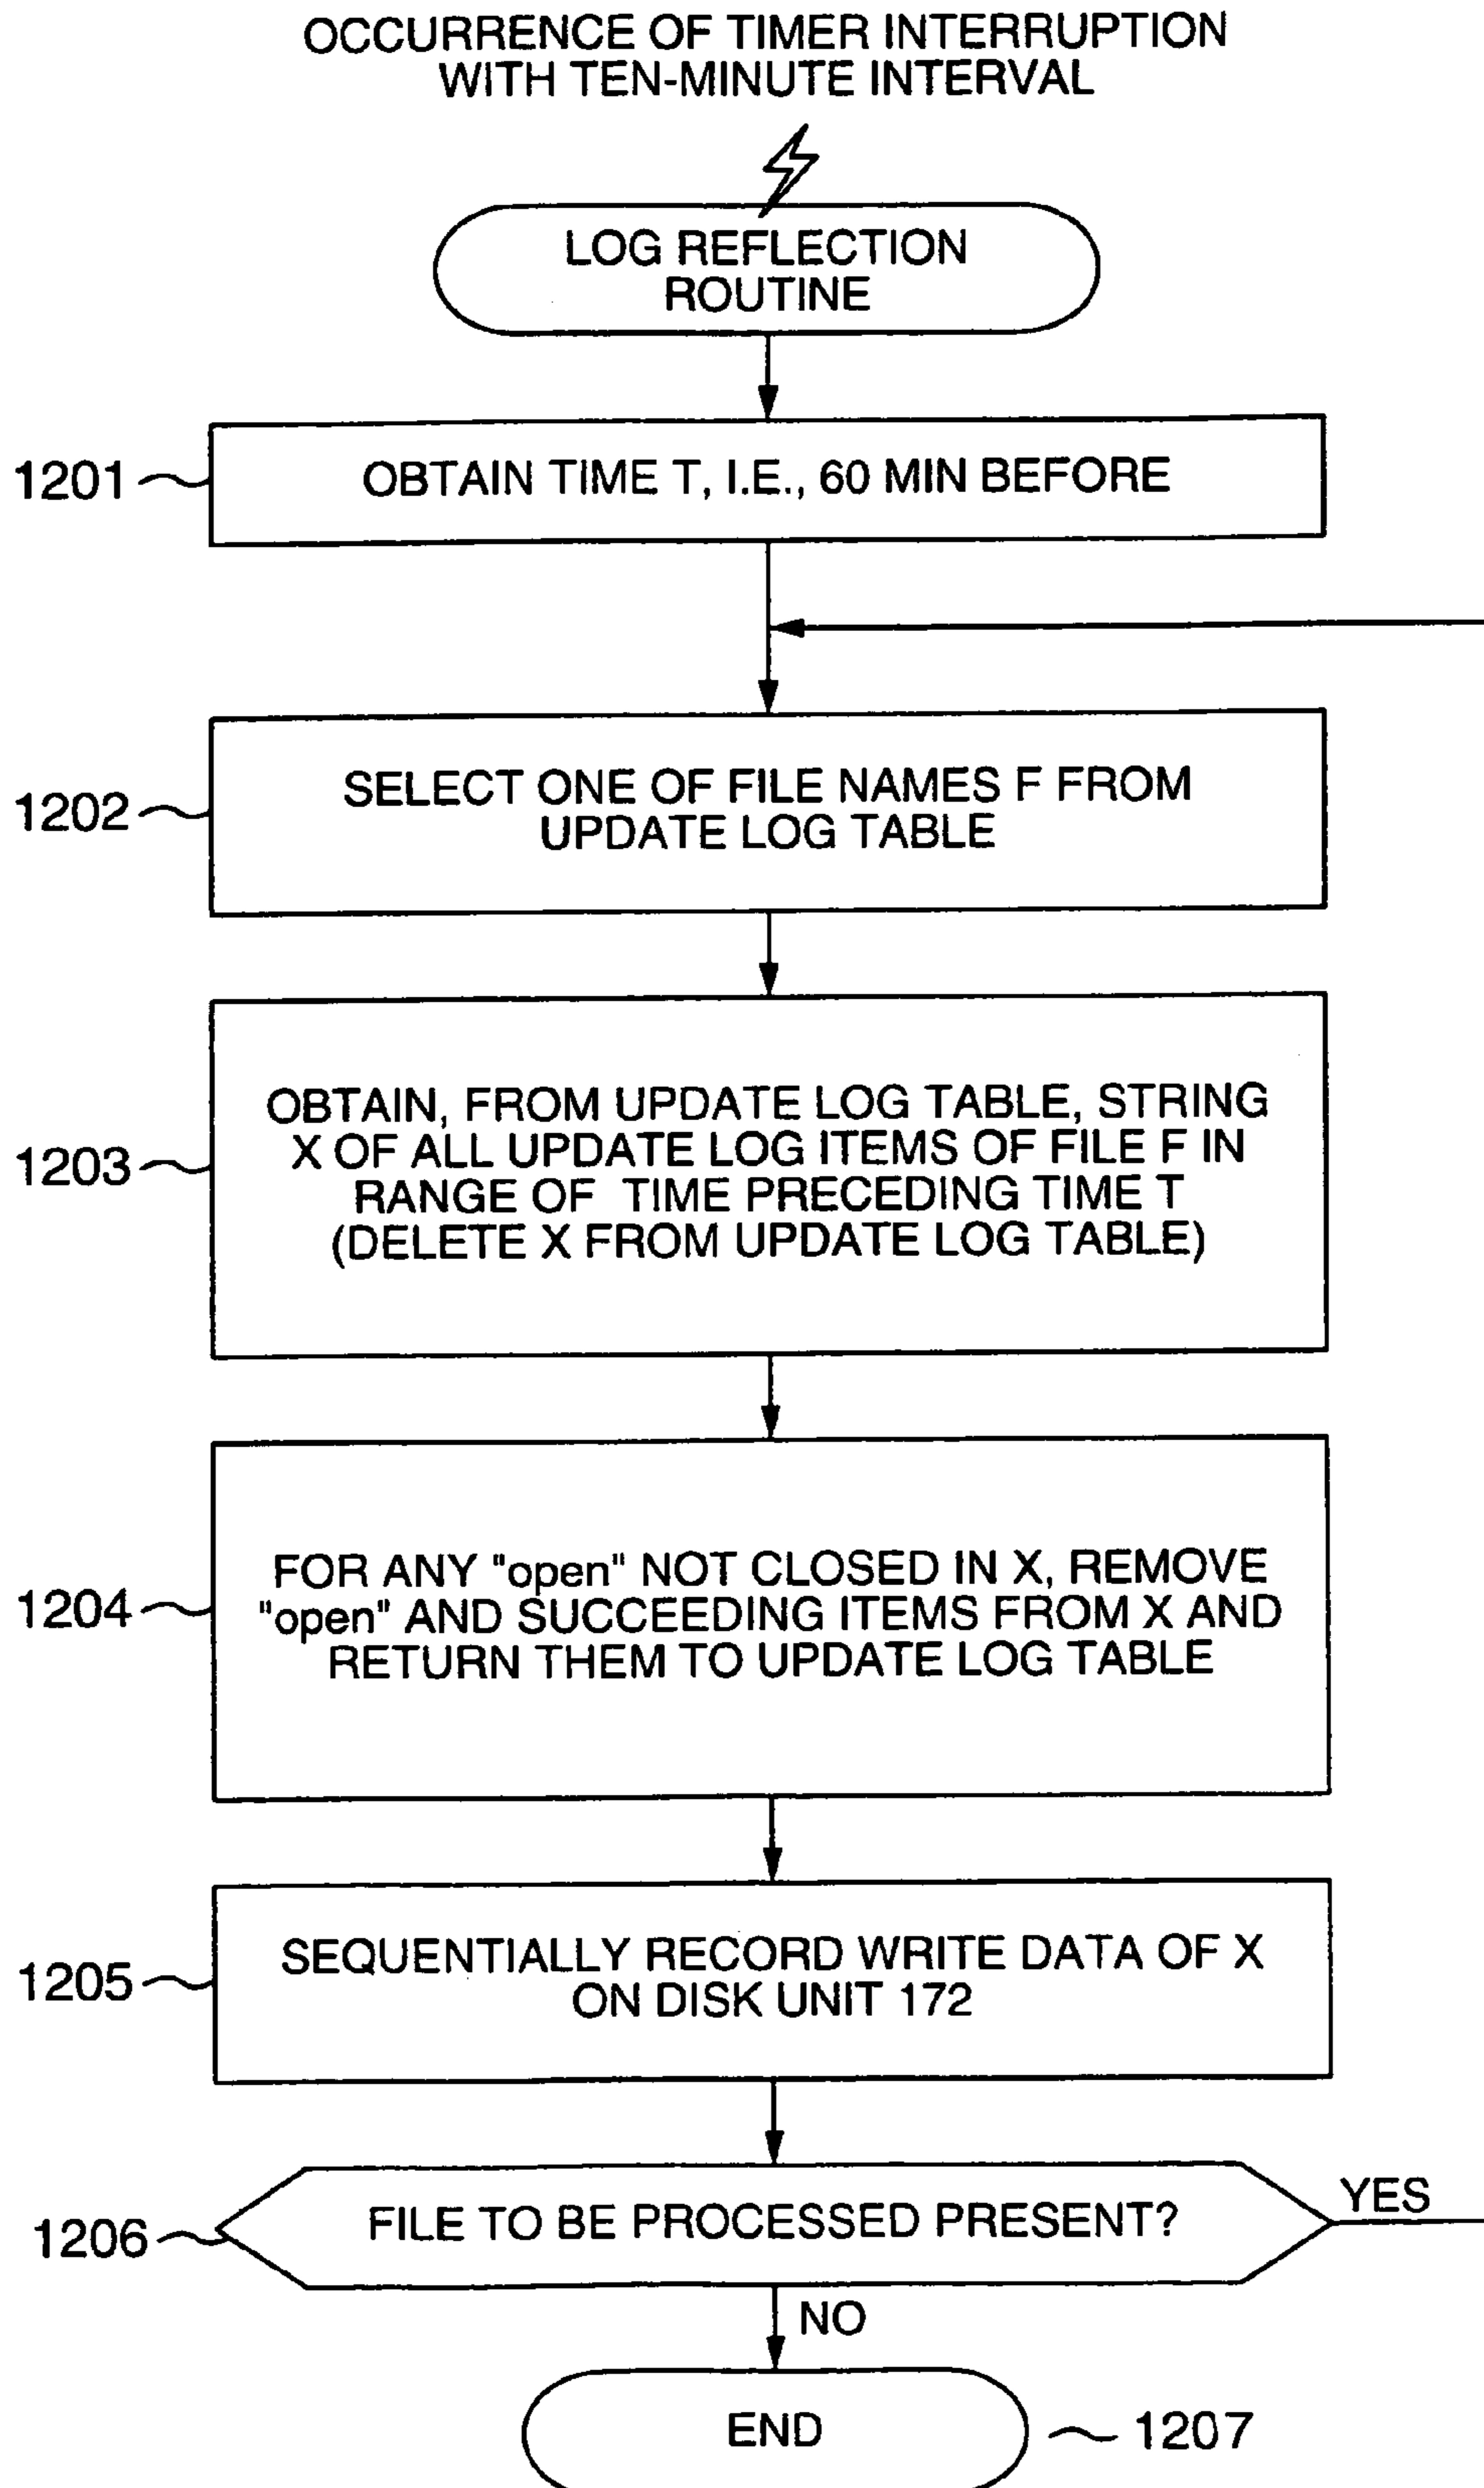 OCCURRENCE OF TIMER INTERRUPTION
WITH TEN-MINUTE INTERVAL
LOG REFLECTION
ROUTINE
1201
OBTAIN TIME T, I.E., 60 MIN BEFORE
1202
SELECT ONE OF FILE NAMES F FROM
UPDATE LOG TABLE
1203
OBTAIN, FROM UPDATE LOG TABLE, STRING
X OF ALL UPDATE LOG ITEMS OF FILE F IN
RANGE OF TIME PRECEDING TIME T
(DELETE X FROM UPDATE LOG TABLE)
1204
FOR ANY "open" NOT CLOSED IN X, REMOVE
"open" AND SUCCEEDING ITEMS FROM X AND
RETURN THEM TO UPDATE LOG TABLE
1205
SEQUENTIALLY RECORD WRITE DATA OF X
ON DISK UNIT 172
1206
FILE TO BE PROCESSED PRESENT?
YES
NO
END
1207